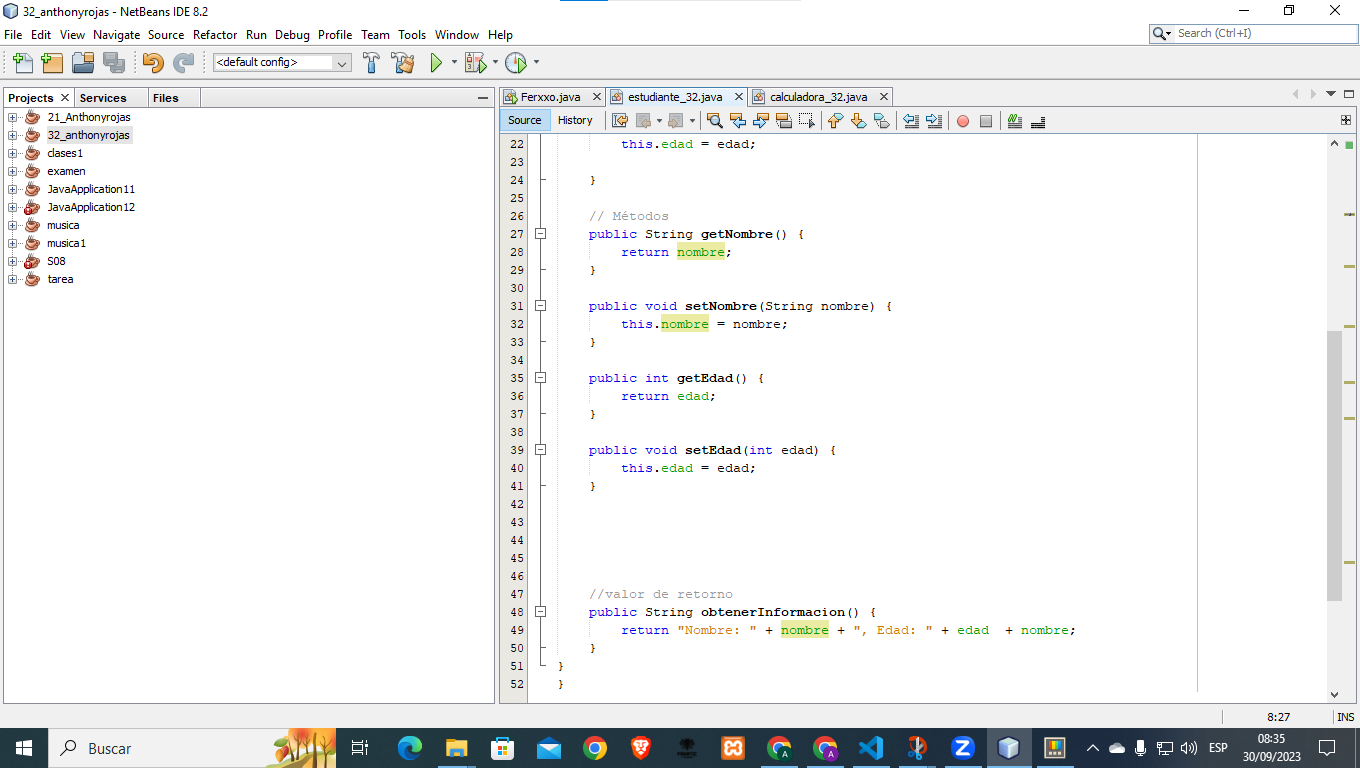 32_anthonyrojas - NetBeans IDE 8.2
File Edit View Navigate Source Refactor Run Debug Profile Team Tools Window Help
Search (Ctrl+I)
<default config>
Projects Services Files
21_Anthonyrojas
32_anthonyrojas
clases1
examen
JavaApplication11
JavaApplication12
musica
musica1
S08
tarea
Ferxxo.java estudiante_32.java calculadora_32.java
Source History
22 this.edad = edad;
23
24 }
25
26 // Métodos
27 public String getNombre() {
28 return nombre;
29 }
30
31 public void setNombre(String nombre) {
32 this.nombre = nombre;
33 }
34
35 public int getEdad() {
36 return edad;
37 }
38
39 public void setEdad(int edad) {
40 this.edad = edad;
41 }
42
43
44
45
46
47 //valor de retorno
48 public String obtenerInformacion() {
49 return "Nombre: " + nombre + ", Edad: " + edad  + nombre;
50 }
51 }
52 }
8:27 INS
Buscar
ESP
08:35
30/09/2023